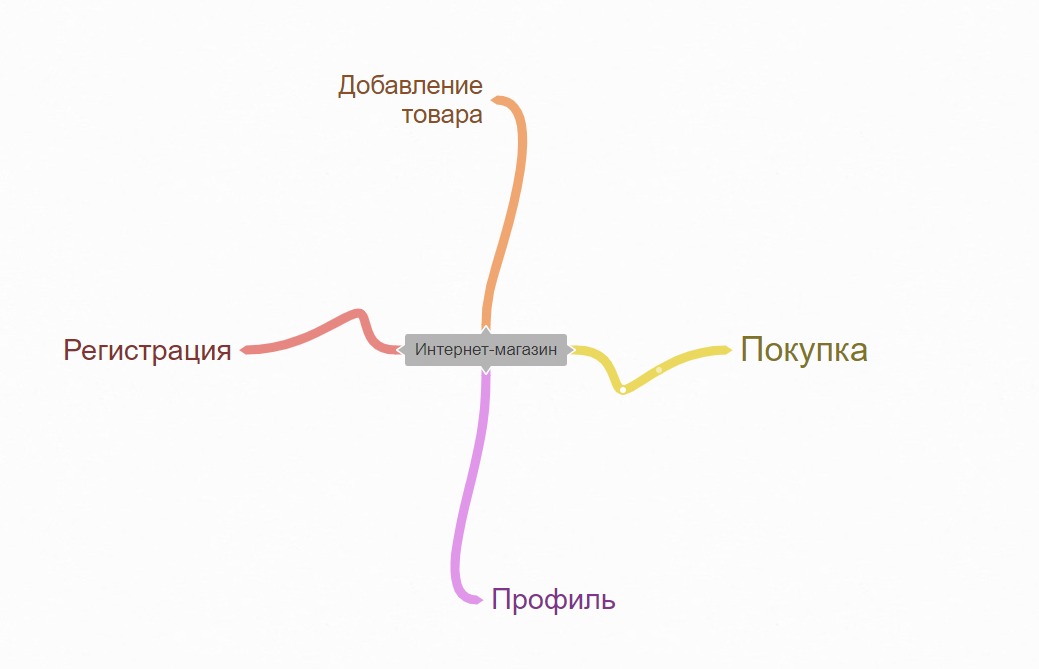 Добавление
товара
Регистрация
Интернет-магазин
Покупка
Профиль